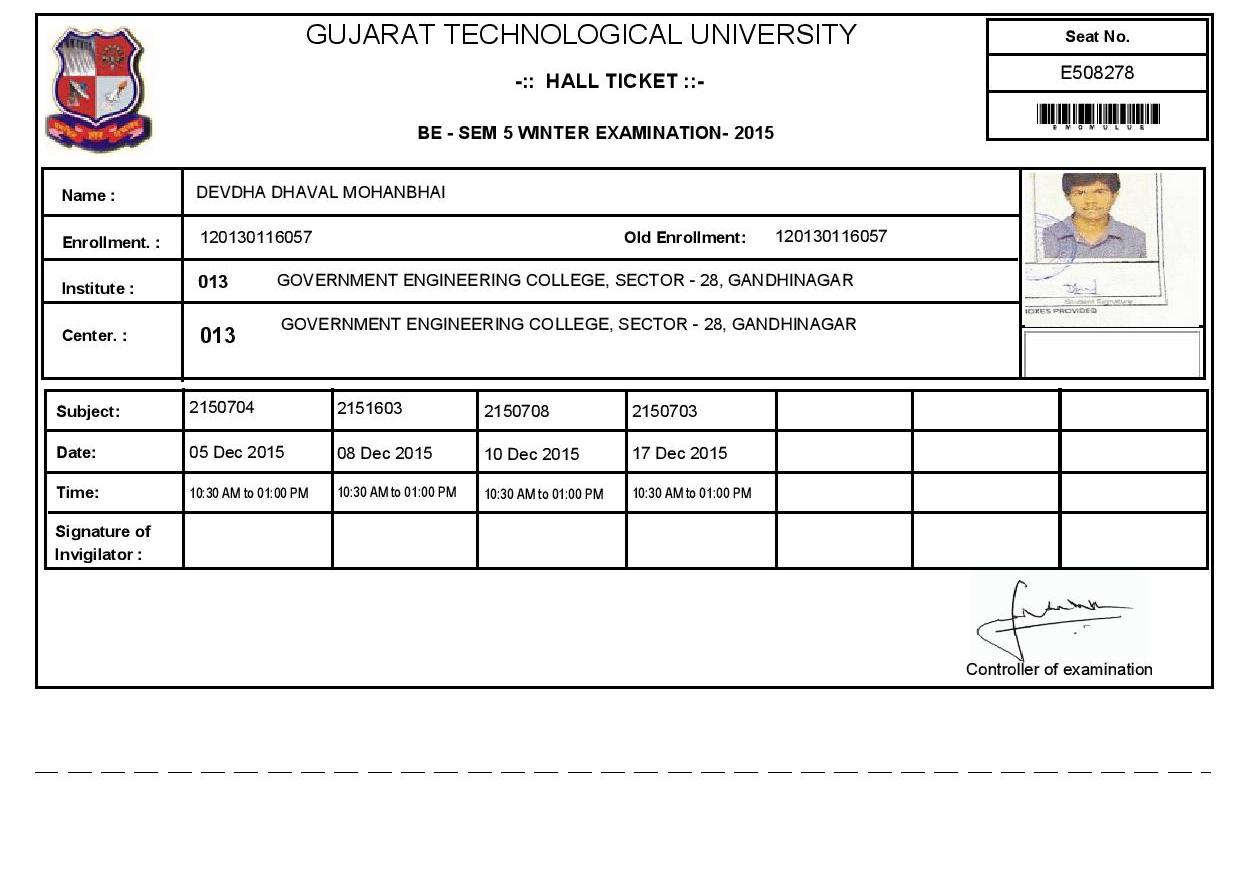 GUJARAT TECHNOLOGICAL UNIVERSITY
-:: HALL TICKET ::-
BE - SEM 5 WINTER EXAMINATION- 2015
Seat No.
E508278
Name :
DEVDHA DHAVAL MOHANBHAI
Enrollment. :
120130116057
Old Enrollment:
120130116057
Institute :
013
GOVERNMENT ENGINEERING COLLEGE, SECTOR - 28, GANDHINAGAR
Center. :
013
GOVERNMENT ENGINEERING COLLEGE, SECTOR - 28, GANDHINAGAR
Student Signature
PROVIDED
Subject: 2150704 2151603 2150708 2150703
Date: 05 Dec 2015 08 Dec 2015 10 Dec 2015 17 Dec 2015
Time: 10:30 AM to 01:00 PM 10:30 AM to 01:00 PM 10:30 AM to 01:00 PM 10:30 AM to 01:00 PM
Signature of
Invigilator :
Controller of examination